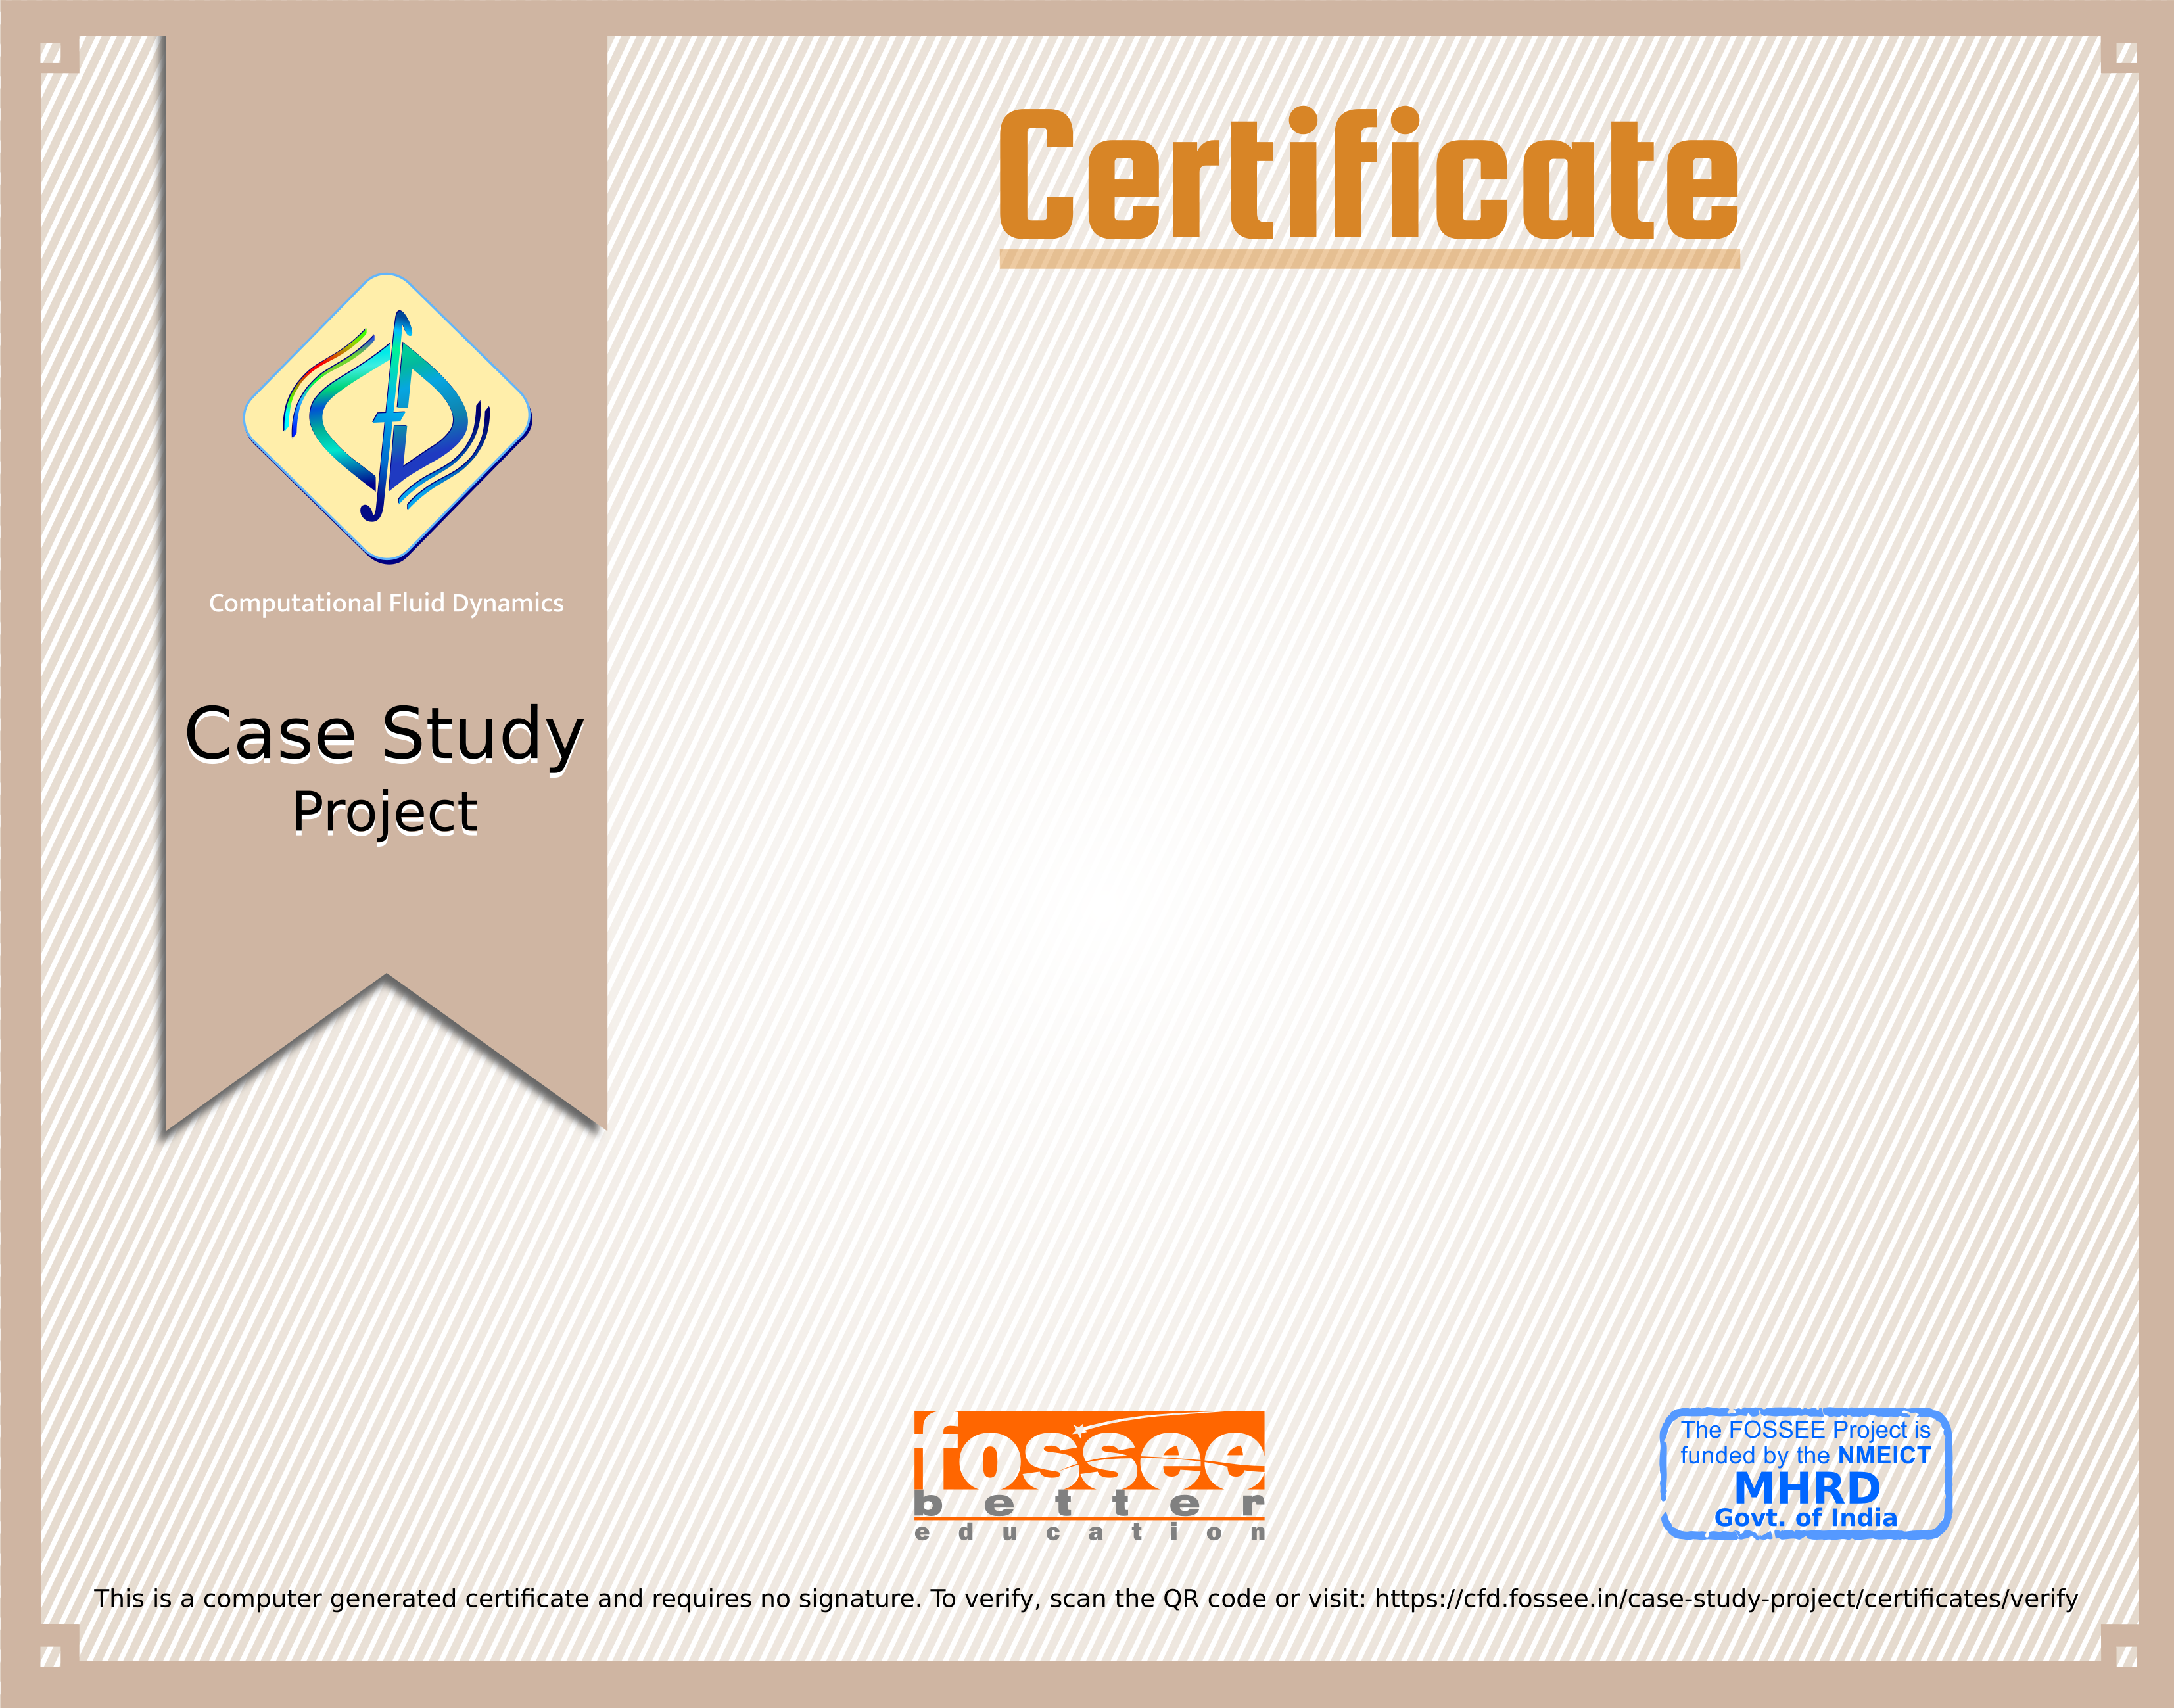 Certificate
Computational Fluid Dynamics
Case Study
Project
fossee
better
education
The FOSSEE Project is
funded by the NMEICT
MHRD
Govt. of India
This is a computer generated certificate and requires no signature. To verify, scan the QR code or visit: https://cfd.fossee.in/case-study-project/certificates/verify